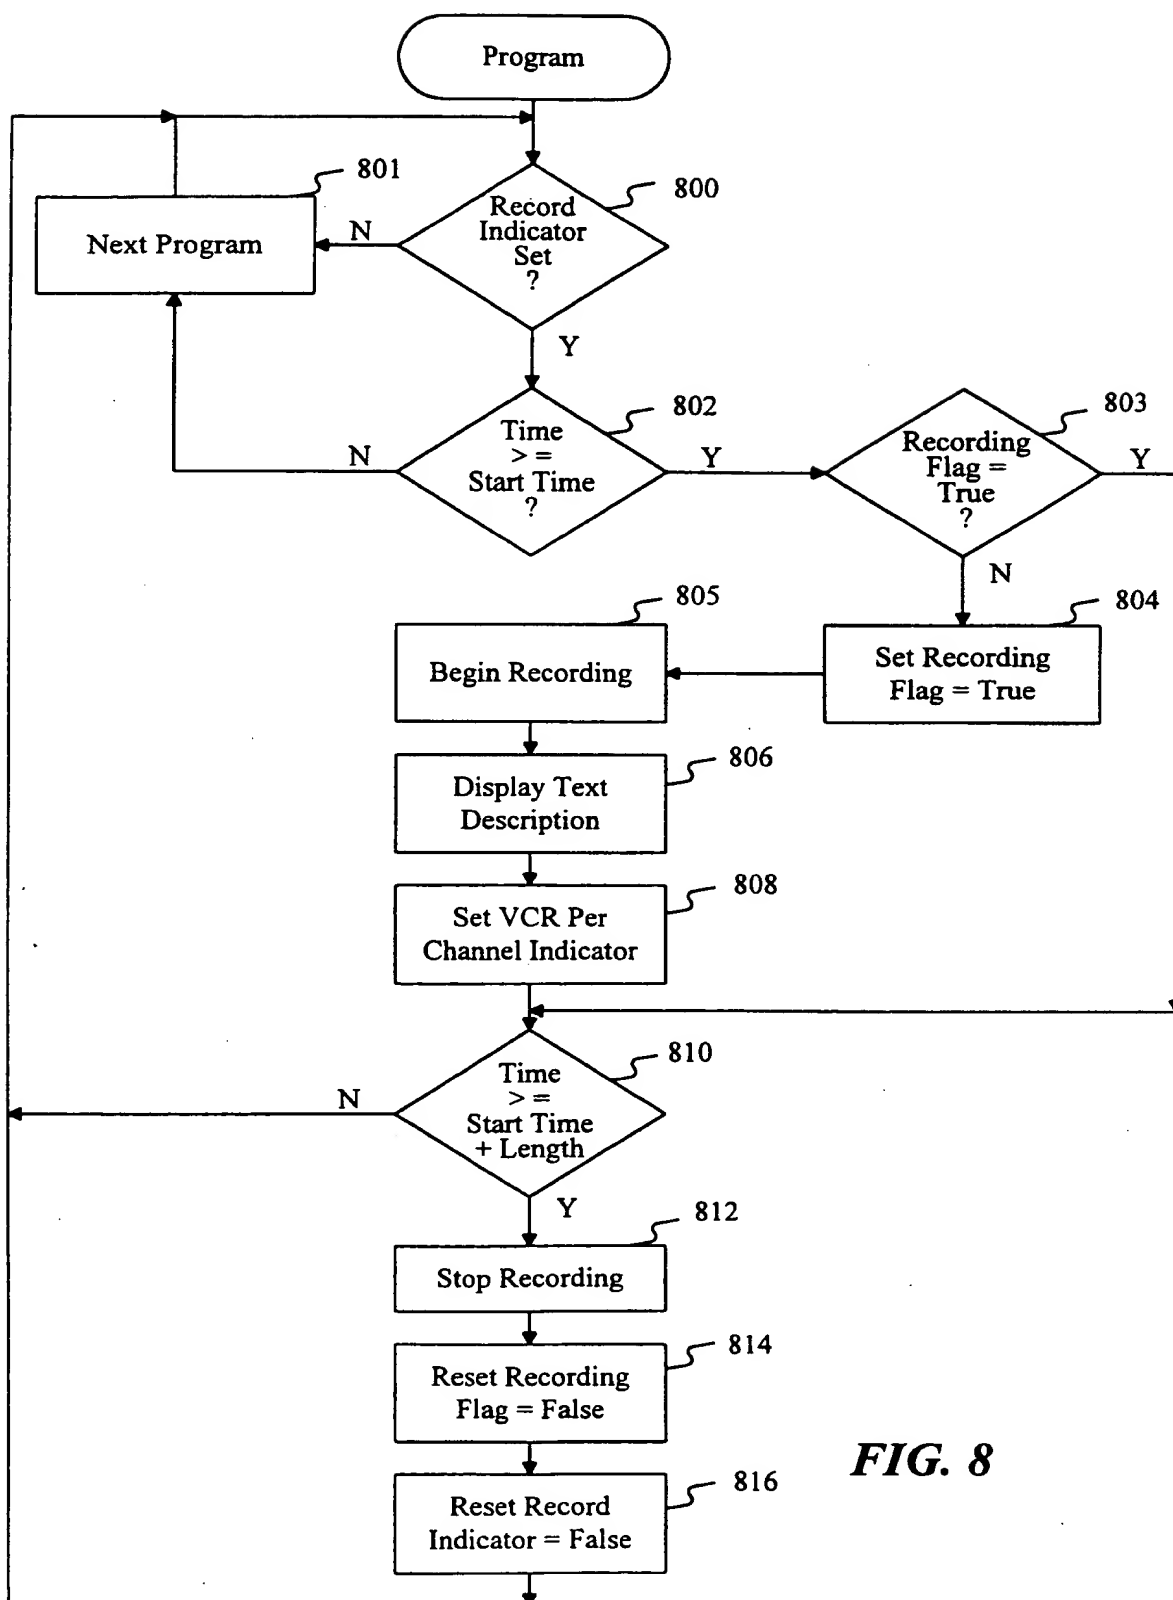 Program
801
800
Record
Indicator
Set
?
N
Next Program
Y
802
803
Time
> =
Start Time
?
N
Y
Recording
Flag =
True
?
Y
N
805
804
Begin Recording
Set Recording
Flag = True
806
Display Text
Description
808
Set VCR Per
Channel Indicator
810
Time
> =
Start Time
+ Length
N
Y
812
Stop Recording
814
Reset Recording
Flag = False
FIG. 8
816
Reset Record
Indicator = False